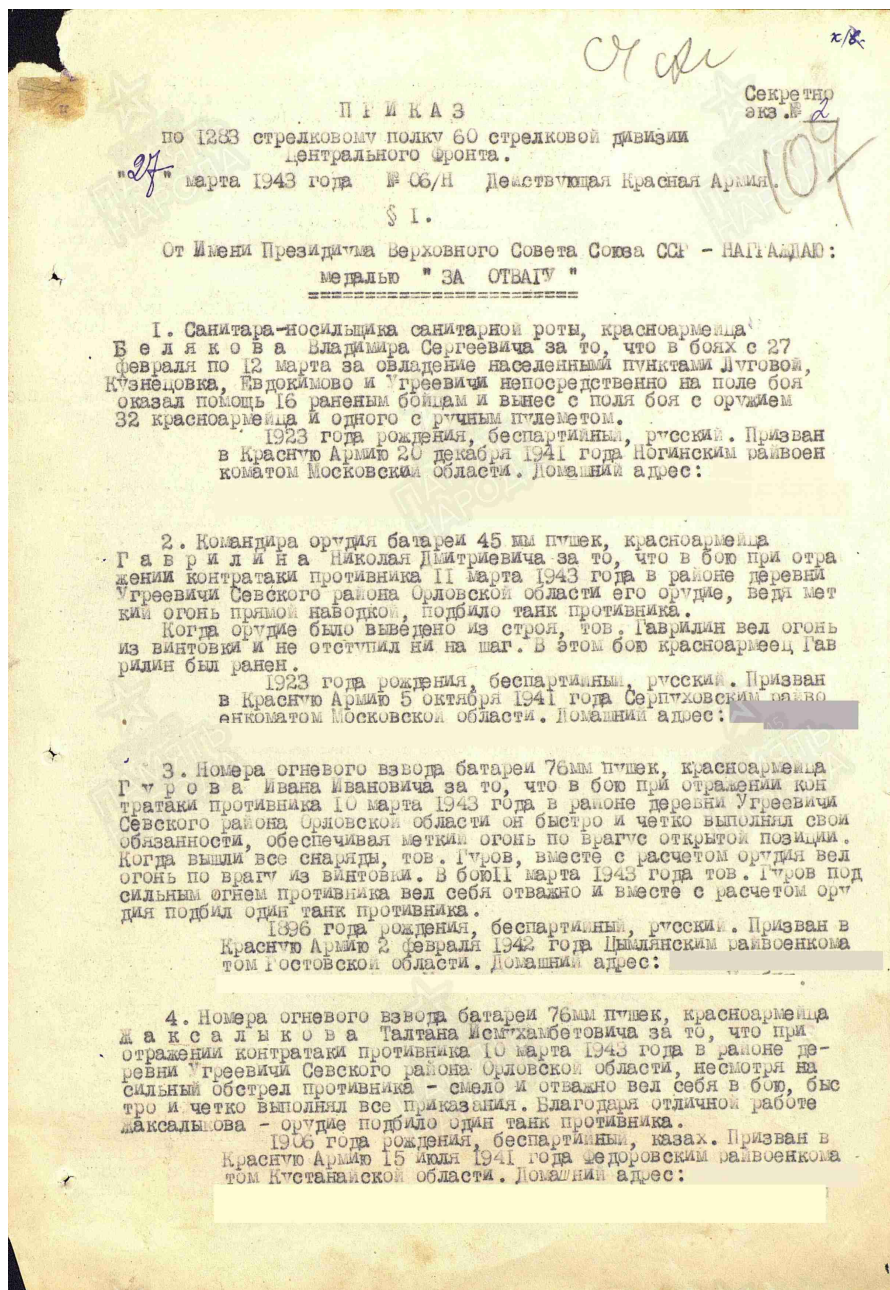 Секретно
экз.№ 2
107
П Р И К А З
по 1283 стрелковому полку 60 стрелковой дивизии
Центрального Фронта.
"27" марта 1943 года № 06/Н Действующая Красная Армия.
§ I.
От Имени Президиума Верховного Совета Союза ССР - НАГРАЖДАЮ:
медалью " ЗА ОТВАГУ "
I. Санитара-носильщика санитарной роты, красноармейца
Б е л я к о в а Владимира Сергеевича за то, что в боях с 27
февраля по 12 марта за овладение населенными пунктами Луговой,
Кузнецовка, Евдокимово и Угреевичи непосредственно на поле боя
оказал помощь 16 раненым бойцам и вынес с поля боя с оружием
32 красноармейца и одного с ручным пулеметом.
1923 года рождения, беспартийный, русский. Призван
в Красную Армию 20 декабря 1941 года Ногинским райвоен
коматом Московской области. Домашний адрес:
2. Командира орудия батареи 45 мм пушек, красноармейца
Г а в р и л и н а Николая Дмитриевича за то, что в бою при отра
жении контратаки противника II марта 1943 года в районе деревни
Угреевичи Севского района Орловской области его орудие, ведя мет
кий огонь прямой наводкой, подбило танк противника.
Когда орудие было выведено из строя, тов. Гаврилин вел огонь
из винтовки и не отступил ни на шаг. В этом бою красноармеец Гав
рилин был ранен.
1923 года рождения, беспартийный, русский. Призван
в Красную Армию 5 октября 1941 года Серпуховским райво
енкоматом Московской области. Домашний адрес:
3. Номера огневого взвода батареи 76мм пушек, красноармейца
Г у р о в а Ивана Ивановича за то, что в бою при отражении кон
тратаки противника 10 марта 1943 года в районе деревни Угреевичи
Севского района Орловской области он быстро и четко выполнял свои
обязанности, обеспечивая меткий огонь по врагус открытой позиции.
Когда вышли все снаряды, тов. Гуров, вместе с расчетом орудия вел
огонь по врагу из винтовки. В боюII марта 1943 года тов. Гуров под
сильным огнем противника вел себя отважно и вместе с расчетом ору
дия подбил один танк противника.
1896 года рождения, беспартийный, русский. Призван в
Красную Армию 2 февраля 1942 года Цымлянским райвоенкома
том Ростовской области. Домашний адрес:
4. Номера огневого взвода батареи 76мм пушек, красноармейца
Ж а к с а л ы к о в а Талтана Исмухамбетовича за то, что при
отражении контратаки противника 10 марта 1943 года в районе де-
ревни Угреевичи Севского района Орловской области, несмотря на
сильный обстрел противника - смело и отважно вел себя в бою, быс
тро и четко выполнял все приказания. Благодаря отличной работе
Жаксалыкова - орудие подбило один танк противника.
1906 года рождения, беспартийный, казах. Призван в
Красную Армию 15 июля 1941 года Федоровским райвоенкома
том Кустанайской области. Домашний адрес: